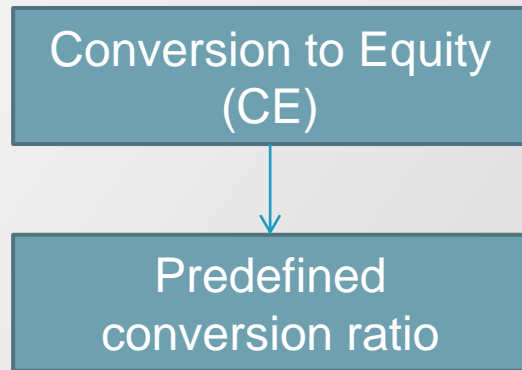 Conversion to Equity
(CE)
Predefined
conversion ratio